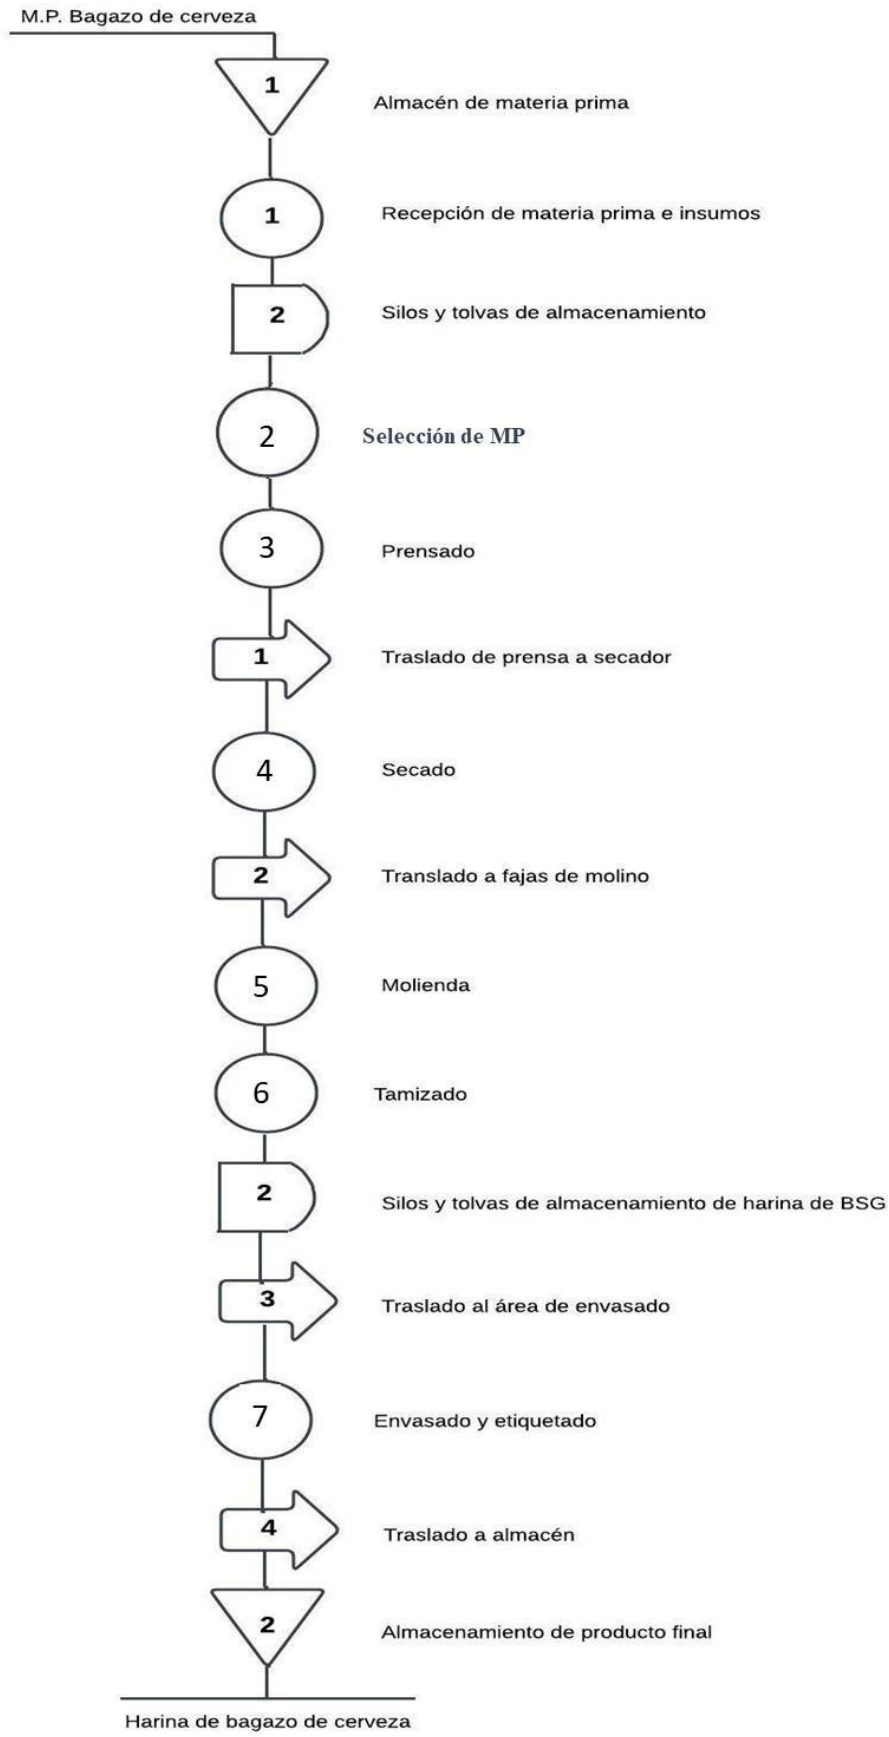 M.P. Bagazo de cerveza
1 Almacén de materia prima
1 Recepción de materia prima e insumos
2 Silos y tolvas de almacenamiento
2 Selección de MP
3 Prensado
1 Traslado de prensa a secador
4 Secado
2 Translado a fajas de molino
5 Molienda
6 Tamizado
2 Silos y tolvas de almacenamiento de harina de BSG
3 Traslado al área de envasado
7 Envasado y etiquetado
4 Traslado a almacén
2 Almacenamiento de producto final
Harina de bagazo de cerveza